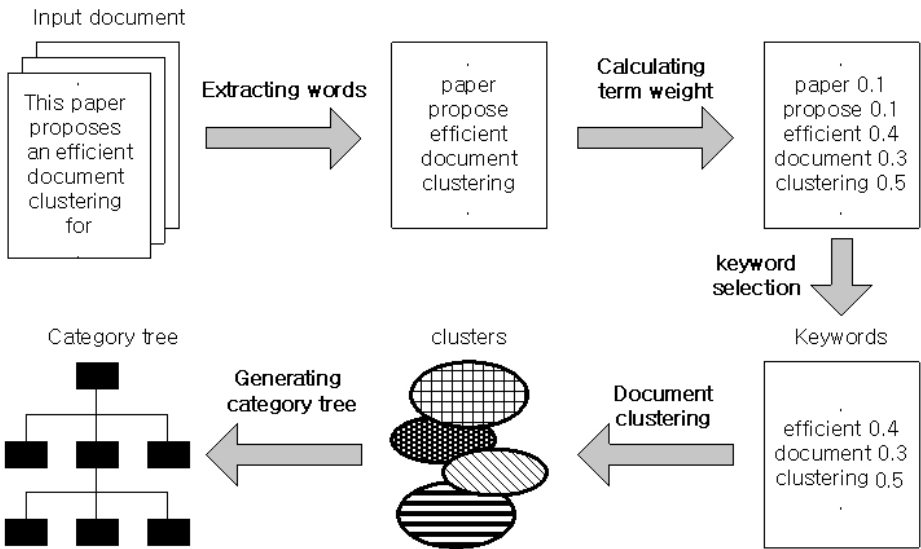 Input document
This paper
proposes
an efficient
document
clustering
for
Extracting words
paper
propose
efficient
document
clustering
Calculating
term weight
paper 0.1
propose 0.1
efficient 0.4
document 0.3
clustering 0.5
keyword
selection
Keywords
efficient 0.4
document 0.3
clustering 0.5
Document
clustering
clusters
Generating
category tree
Category tree